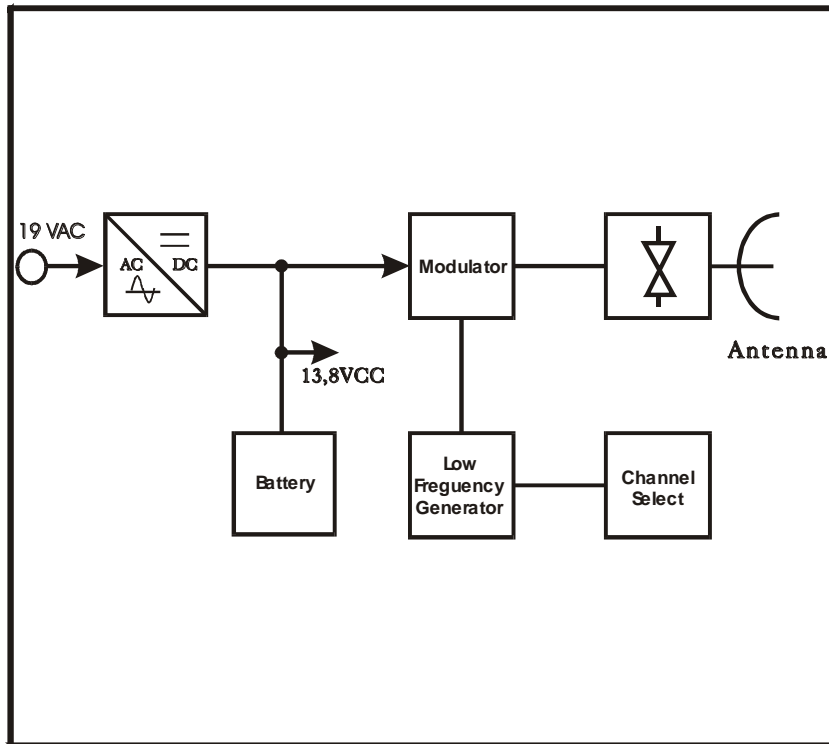 19 VAC
AC
DC
Modulator
Antenna
13,8VCC
Battery
Low
Freguency
Generator
Channel
Select